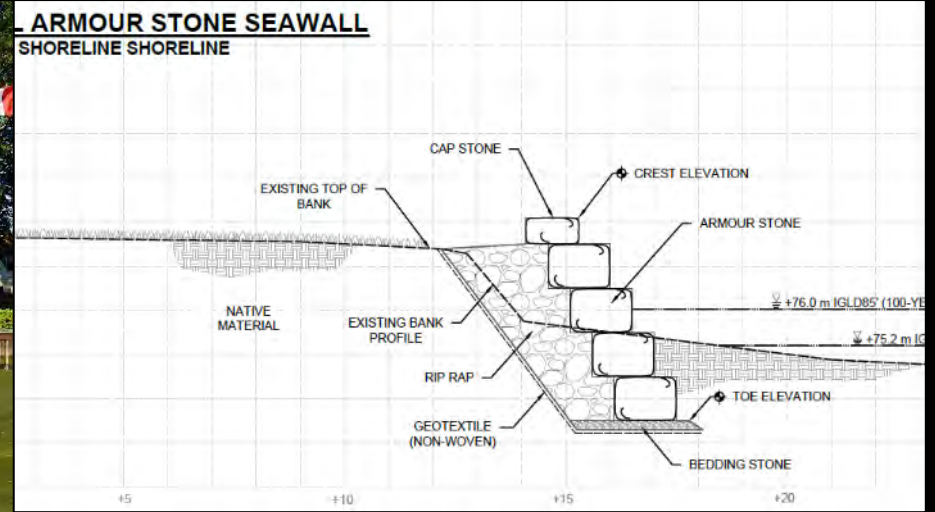 ARMOUR STONE SEAWALL
SHORELINE SHORELINE
CAP STONE
CREST ELEVATION
EXISTING TOP OF
BANK
ARMOUR STONE
+76.0 m IGLD85' (100-YE
NATIVE
MATERIAL
EXISTING BANK
PROFILE
+75.2 m IG
RIP RAP
TOE ELEVATION
GEOTEXTILE
(NON-WOVEN)
BEDDING STONE
+5 +10 +15 +20